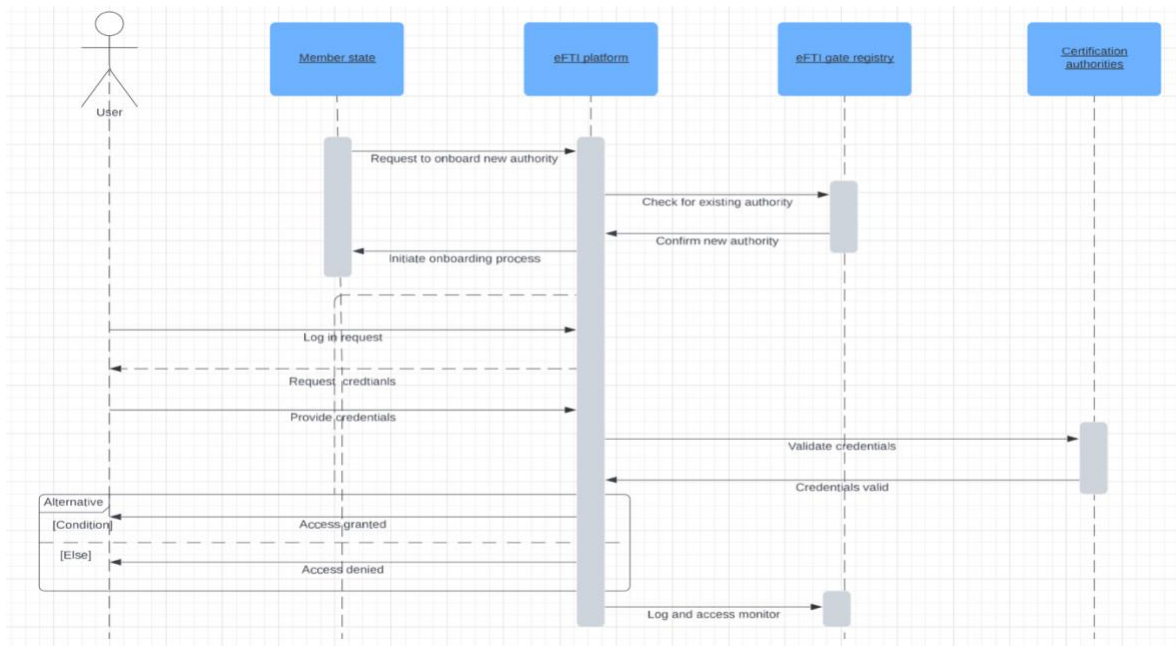 User
Member state
eFTI platform
eFTI gate registry
Certification
authorities
Request to onboard new authority
Check for existing authority
Confirm new authority
Initiate onboarding process
Log in request
Request credtianls
Provide credentials
Validate credentials
Credentials valid
Alternative
[Condition]
Access granted
[Else]
Access denied
Log and access monitor